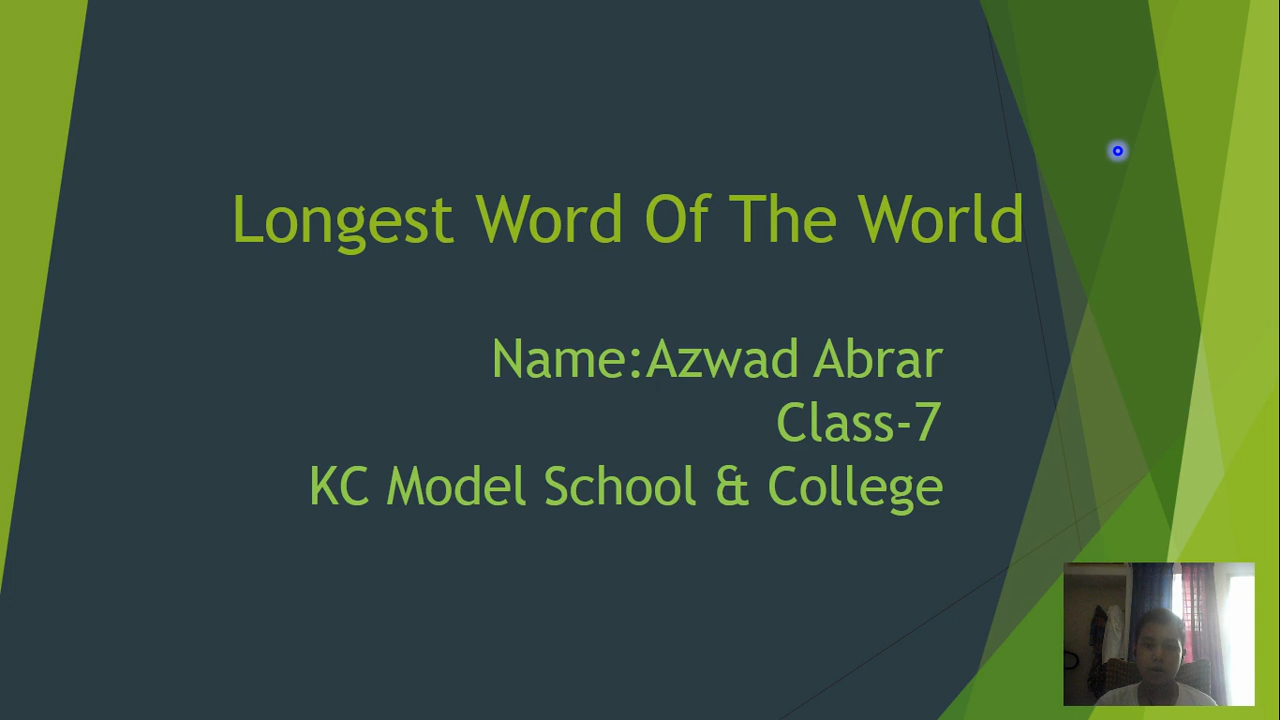 Longest Word Of The World
Name:Azwad Abrar
Class-7
KC Model School & College